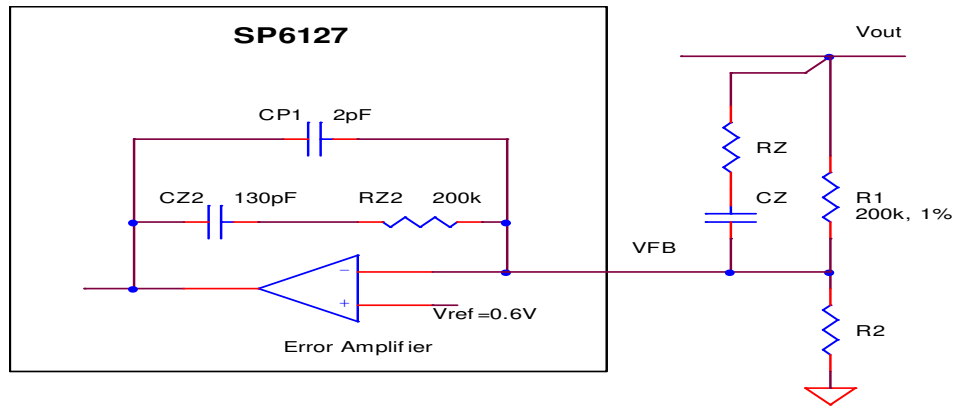 SP6127
Vout
CP1 2pF
RZ
CZ2 130pF RZ2 200k
CZ
R1
200k, 1%
VFB
−
+
Vref=0.6V
R2
Error Amplifier